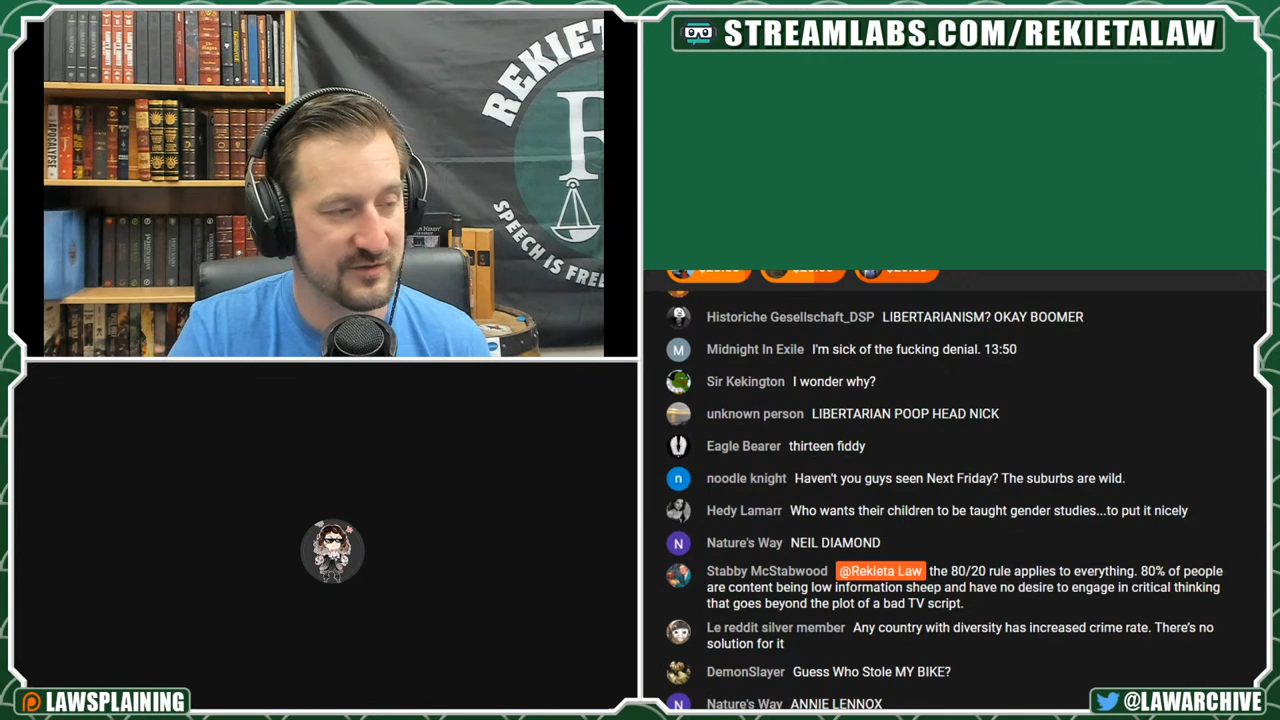 STREAMLABS.COM/REKIETALAW
REKIET
SPEECH IS FREE
APOCALYPSE
Historiche Gesellschaft_DSP LIBERTARIANISM? OKAY BOOMER
M Midnight In Exile I'm sick of the fucking denial. 13:50
Sir Kekington I wonder why?
unknown person LIBERTARIAN POOP HEAD NICK
Eagle Bearer thirteen fiddy
n noodle knight Haven't you guys seen Next Friday? The suburbs are wild.
Hedy Lamarr Who wants their children to be taught gender studies...to put it nicely
N Nature's Way NEIL DIAMOND
Stabby McStabwood @Rekieta Law the 80/20 rule applies to everything. 80% of people
are content being low information sheep and have no desire to engage in critical thinking
that goes beyond the plot of a bad TV script.
Le reddit silver member Any country with diversity has increased crime rate. There's no
solution for it
DemonSlayer Guess Who Stole MY BIKE?
N Nature's Way ANNIE LENNOX
LAWSPLAINING
@LAWARCHIVE